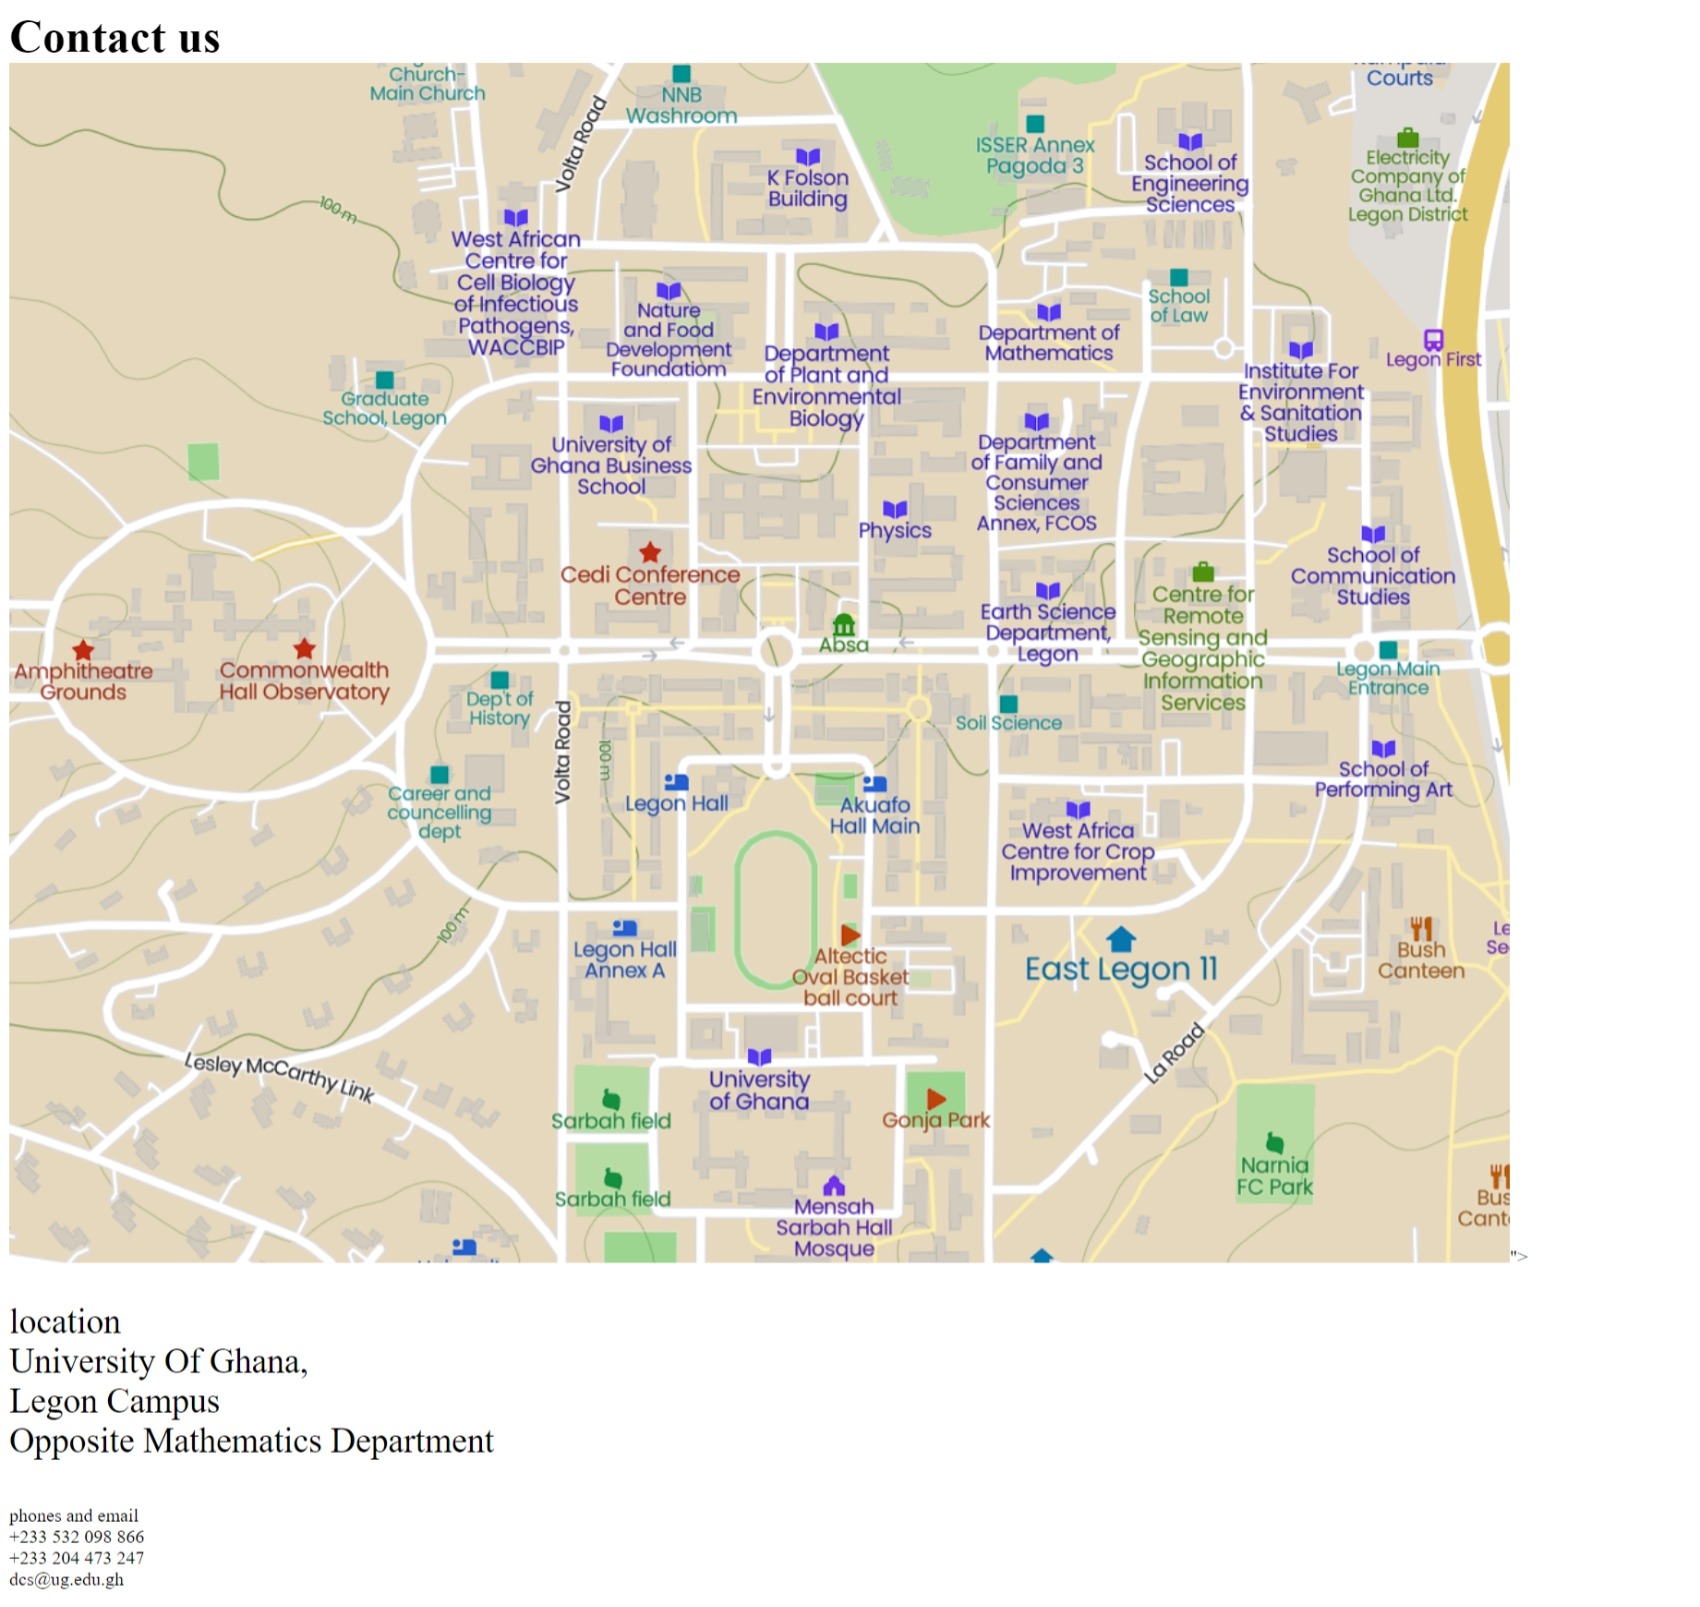 Contact us
Church-
Main Church
NNB
Washroom
Volta Road
Courts
ISSER Annex
Pagoda 3
School of
Engineering
Sciences
Electricity
Company of
Ghana Ltd.
Legon District
K Folson
Building
100 m
West African
Centre for
Cell Biology
of Infectious
Pathogens,
WACCBIP
Nature
and Food
Development
Foundatiom
Department
of Plant and
Environmental
Biology
Department of
Mathematics
School
of Law
Legon First
Institute For
Environment
& Sanitation
Studies
Graduate
School, Legon
University of
Ghana Business
School
Department
of Family and
Consumer
Sciences
Annex, FCOS
Physics
School of
Communication
Studies
Cedi Conference
Centre
Earth Science
Department,
Legon
Centre for
Remote
Sensing and
Geographic
Information
Services
Absa
Amphitheatre
Grounds
Commonwealth
Hall Observatory
Legon Main
Entrance
Dep't of
History
Soil Science
Volta Road
100 m
School of
Performing Art
Career and
councelling
dept
Legon Hall
Akuafo
Hall Main
West Africa
Centre for Crop
Improvement
100 m
Legon Hall
Annex A
Altectic
Oval Basket
ball court
East Legon 11
Bush
Canteen
Le
Se
Lesley McCarthy Link
La Road
University
of Ghana
Sarbah field
Gonja Park
Narnia
FC Park
Sarbah field
Mensah
Sarbah Hall
Mosque
Bus
Cant
">
location
University Of Ghana,
Legon Campus
Opposite Mathematics Department
phones and email
+233 532 098 866
+233 204 473 247
dcs@ug.edu.gh